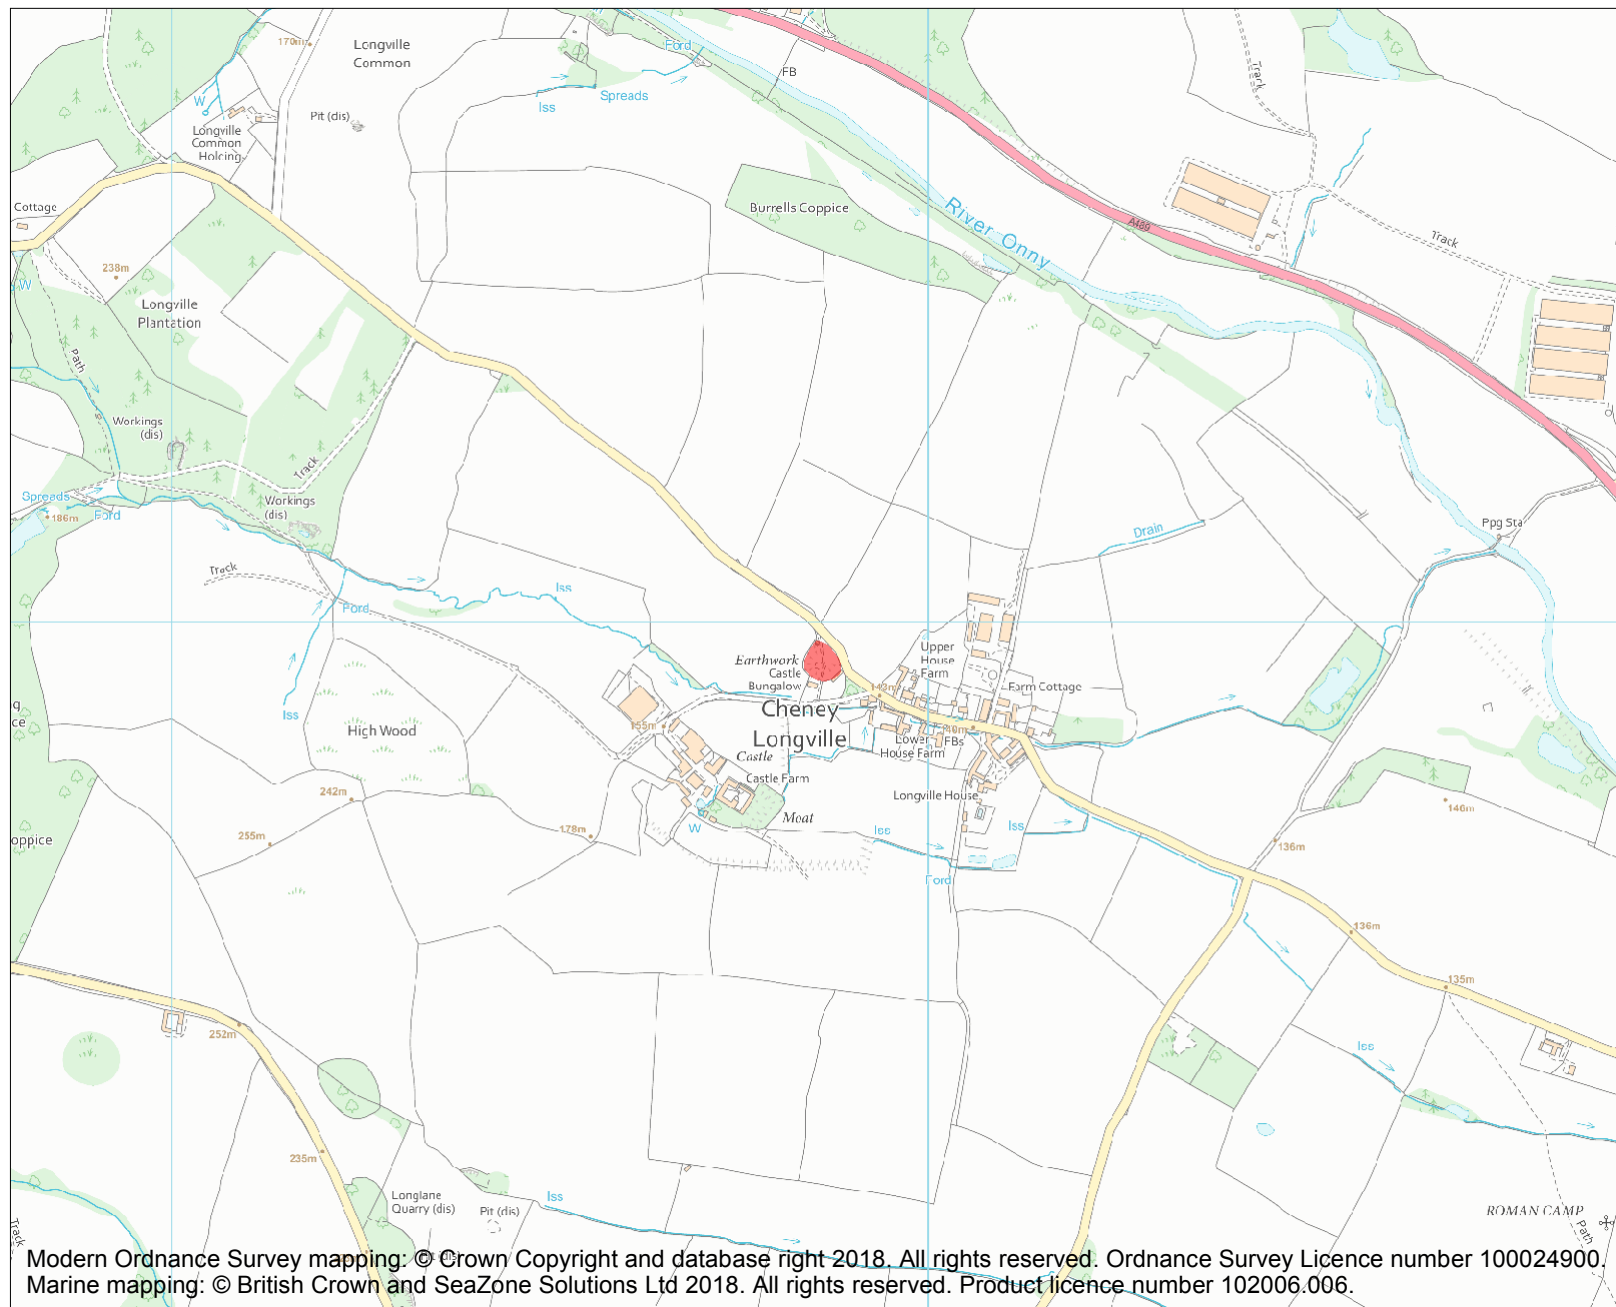 170m
Longville
Common
Ford
FB
Track
W
Iss
Spreads
Pit (dis)
Longville
Common
Holding
Cottage
Burrells Coppice
River Onny
A489
Track
238m
W
Longville
Plantation
Path
Workings
(dis)
Track
Spreads
186m
Ford
Workings
(dis)
Ppg Sta
Drain
Track
Ford
Iss
Iss
Earthwork
Castle
Bungalow
Upper
House
Farm
Farm Cottage
Cheney
Longville
155m
High Wood
Lower
House Farm
FBs
Castle
Castle Farm
Longville House
242m
Moat
178m
W
255m
oppice
Iss
Iss
146m
136m
Ford
136m
135m
252m
Iss
235m
Longlane
Quarry (dis)
Pit (dis)
Iss
ROMAN CAMP
Path
Track
Modern Ordnance Survey mapping: © Crown Copyright and database right 2018. All rights reserved. Ordnance Survey Licence number 100024900.
Marine mapping: © British Crown and SeaZone Solutions Ltd 2018. All rights reserved. Product licence number 102006.006.